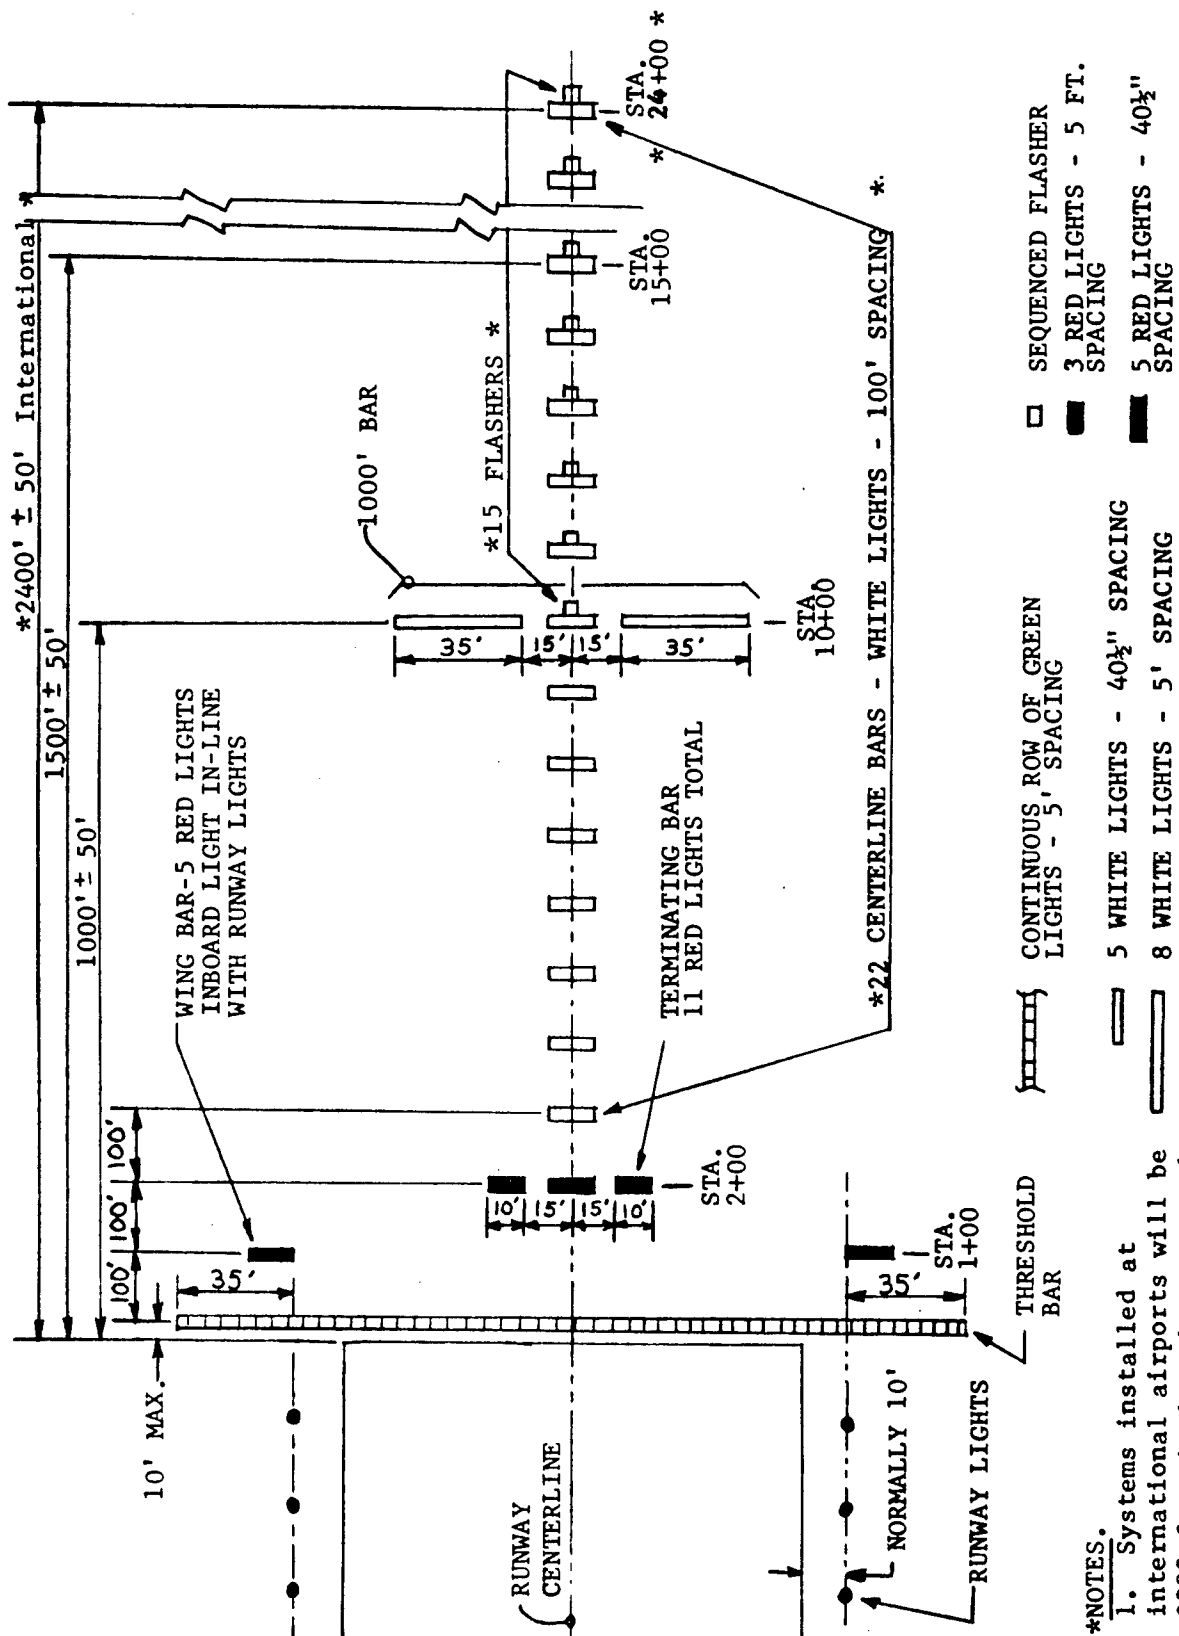 *2400' ± 50' International *
1500' ± 50'
1000' ± 50'
100'
100'
100'
10' MAX.
35'
WING BAR-5 RED LIGHTS
INBOARD LIGHT IN-LINE
WITH RUNWAY LIGHTS
1000' BAR
*15 FLASHERS *
STA.
24+00 *
*
STA.
15+00
35'
15'
15'
35'
STA.
10+00
RUNWAY
CENTERLINE
10'
15'
15'
10'
STA.
2+00
TERMINATING BAR
11 RED LIGHTS TOTAL
*22 CENTERLINE BARS - WHITE LIGHTS - 100' SPACING *
35'
STA.
1+00
THRESHOLD
BAR
NORMALLY 10'
RUNWAY LIGHTS
CONTINUOUS ROW OF GREEN
LIGHTS - 5' SPACING
5 WHITE LIGHTS - 40½" SPACING
8 WHITE LIGHTS - 5' SPACING
SEQUENCED FLASHER
3 RED LIGHTS - 5 FT.
SPACING
5 RED LIGHTS - 40½"
SPACING
*NOTES.
1. Systems installed at
international airports will be